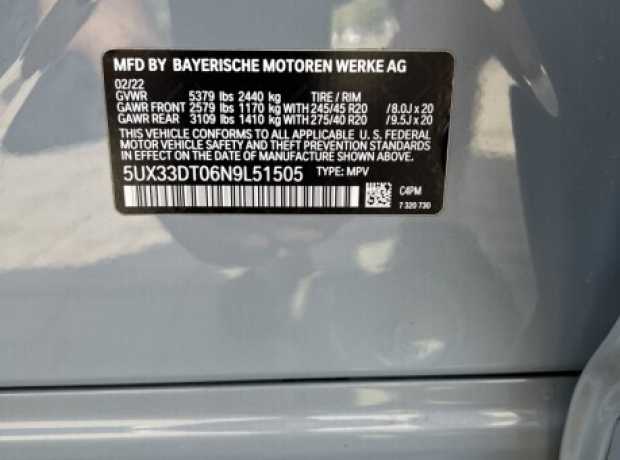 MFD BY BAYERISCHE MOTOREN WERKE AG
02/22
GVWR 5379 lbs 2440 kg TIRE / RIM
GAWR FRONT 2579 lbs 1170 kg WITH 245/45 R20 / 8.0J x 20
GAWR REAR 3109 lbs 1410 kg WITH 275/40 R20 / 9.5J x 20
THIS VEHICLE CONFORMS TO ALL APPLICABLE U. S. FEDERAL
MOTOR VEHICLE SAFETY AND THEFT PREVENTION STANDARDS
IN EFFECT ON THE DATE OF MANUFACTURE SHOWN ABOVE.
5UX33DT06N9L51505 TYPE: MPV
C4PM
7 320 730